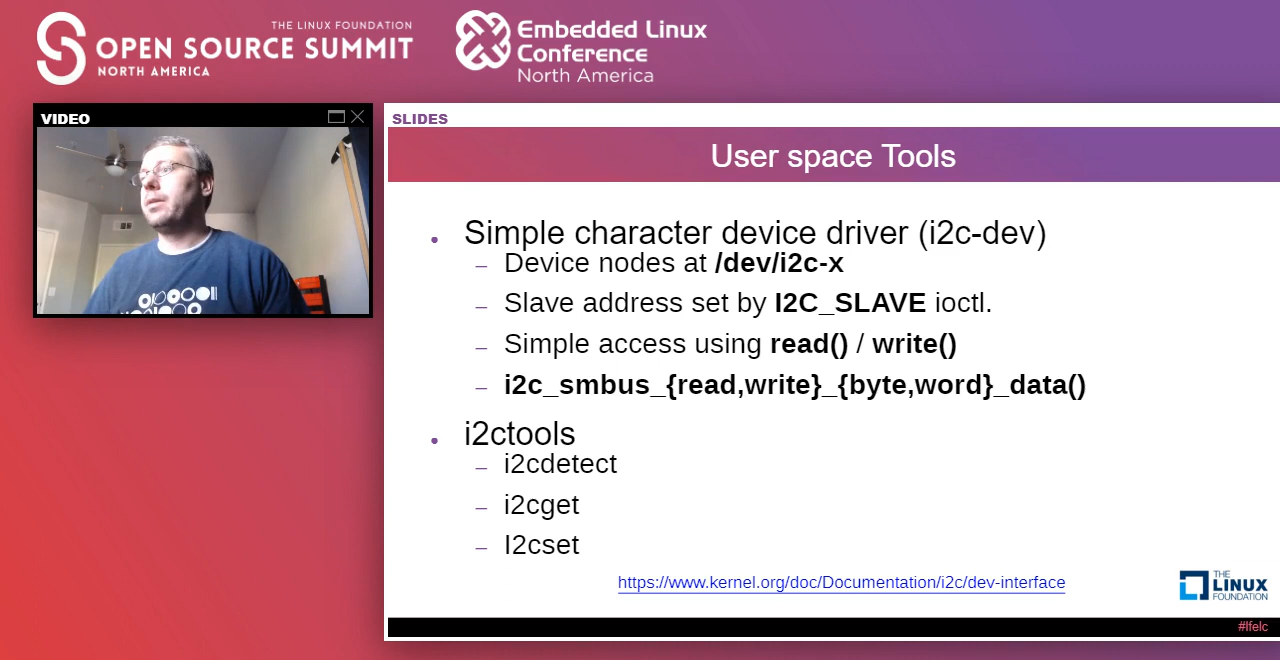 THE LINUX FOUNDATION
OPEN SOURCE SUMMIT
NORTH AMERICA
Embedded Linux
Conference
North America
VIDEO
SLIDES
User space Tools
• Simple character device driver (i2c-dev)
– Device nodes at /dev/i2c-x
– Slave address set by I2C_SLAVE ioctl.
– Simple access using read() / write()
– i2c_smbus_{read,write}_{byte,word}_data()
• i2ctools
– i2cdetect
– i2cget
– I2cset
https://www.kernel.org/doc/Documentation/i2c/dev-interface
THE
LINUX
FOUNDATION
#lfelc